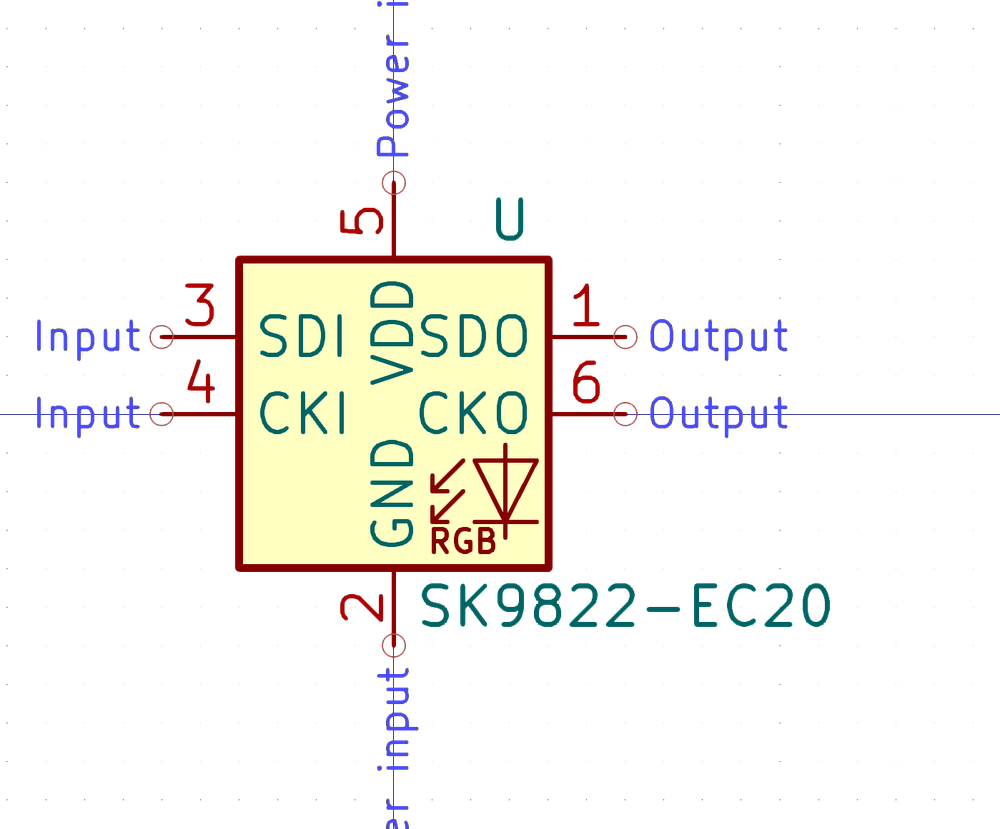 Power i
5
U
3
1
Input
SDI
VDD
SDO
Output
4
6
Input
CKI
CKO
Output
GND
RGB
2
SK9822-EC20
er input